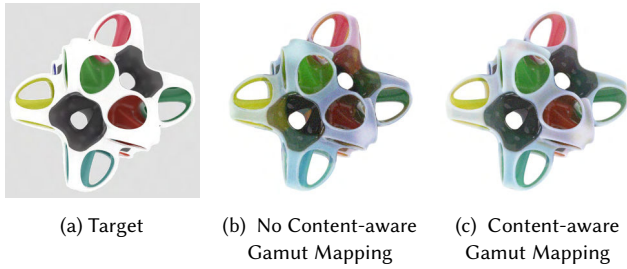 (a) Target
(b) No Content-aware
Gamut Mapping
(c) Content-aware
Gamut Mapping